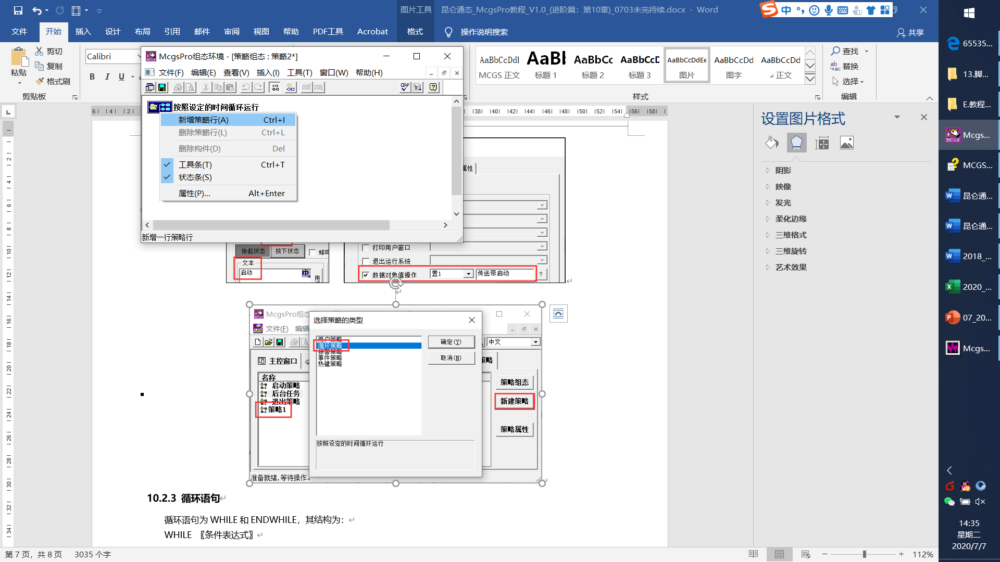 图片工具
昆仑通态_McgsPro教程_V1.0_(进阶篇：第10章)_0703未完待续.docx - Word
中
文件 开始 插入 设计 布局 引用 邮件 审阅 视图 帮助 PDF工具 Acrobat 格式 操作说明搜索 共享
粘贴
剪切
复制
格式刷
剪贴板
Calibri
B I U
AaBbCcDdI MCGS 正文
标题 1
AaBbCc 标题 2
AaBbCcD 标题 3
AaBbCcDdEe 图片
AaBbCcDd 图字
AaBbCcDd 正文
样式
查找
替换
选择
编辑
McgsPro组态环境 - [策略组态 : 策略2*]
文件(F) 编辑(E) 查看(V) 插入(I) 工具(T) 窗口(W) 帮助(H)
按照设定的时间循环运行
新增策略行(A) Ctrl+I
删除策略行(L) Ctrl+L
删除构件(D) Del
工具条(T) Ctrl+T
状态条(S)
属性(P)... Alt+Enter
新增一行策略行
属性
抬起状态 按下状态
文本
启动
中
用
打印用户窗口
退出运行系统
数据对象值操作 置1 传送带启动 ?
McgsPro组态
文件(F) 编辑
选择策略的类型
用户策略
循环策略
报警策略
事件策略
热键策略
确定(Y)
取消(N)
按照设定的时间循环运行
中文
主控窗口
策略
名称
启动策略
后台任务
退出策略
策略1
策略组态
新建策略
策略属性
准备就绪,等待操作。
10.2.3 循环语句
循环语句为 WHILE 和 ENDWHILE，其结构为：
WHILE 〖条件表达式〗
设置图片格式
阴影
映像
发光
柔化边缘
三维格式
三维旋转
艺术效果
第 7 页，共 8 页 3035 个字
112%
65535...
13.脚...
E.教程...
Mcgs...
MCGS...
昆仑通...
昆仑通...
2018_...
2020_...
07_20...
Mcgs...
14:35
星期二
2020/7/7